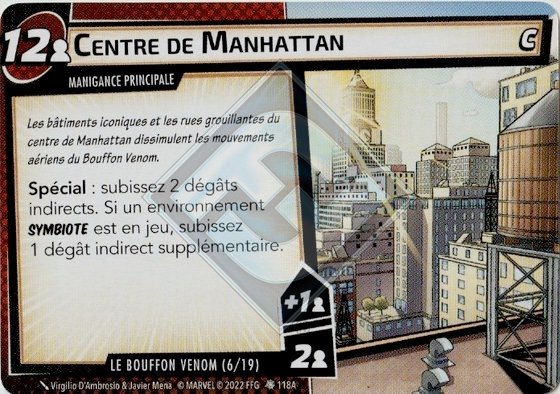 12
CENTRE DE MANHATTAN
C
MANIGANCE PRINCIPALE
Les bâtiments iconiques et les rues grouillantes du
centre de Manhattan dissimulent les mouvements
aériens du Bouffon Venom.
Spécial : subissez 2 dégâts
indirects. Si un environnement
SYMBIOTE est en jeu, subissez
1 dégât indirect supplémentaire.
+1
2
LE BOUFFON VENOM (6/19)
Virgilio D'Ambrosio & Javier Mena © MARVEL © 2022 FFG 118A